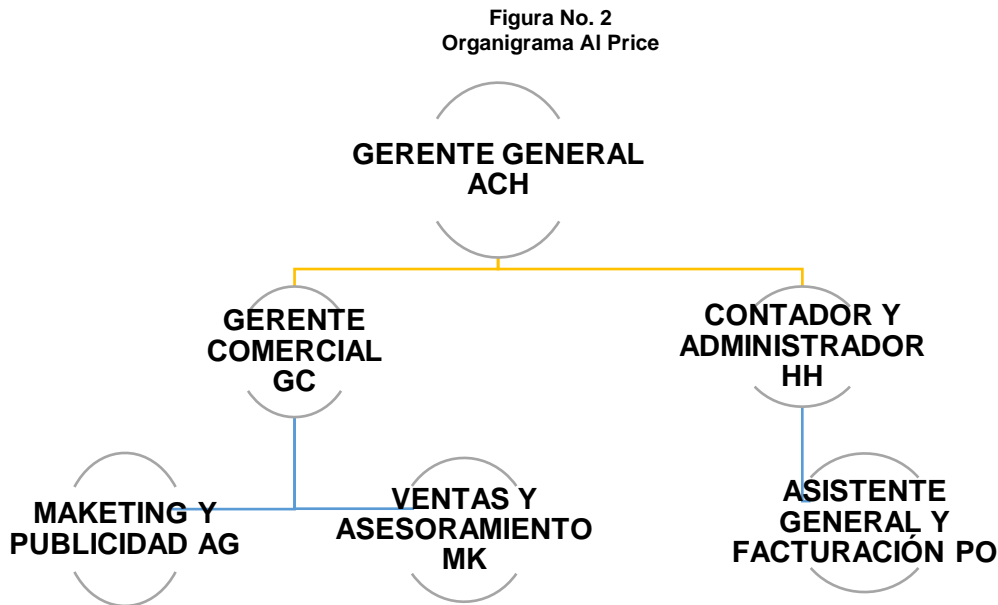 Figura No. 2
Organigrama Al Price
GERENTE GENERAL
ACH
GERENTE
COMERCIAL
GC
CONTADOR Y
ADMINISTRADOR
HH
MAKETING Y
PUBLICIDAD AG
VENTAS Y
ASESORAMIENTO
MK
ASISTENTE
GENERAL Y
FACTURACIÓN PO